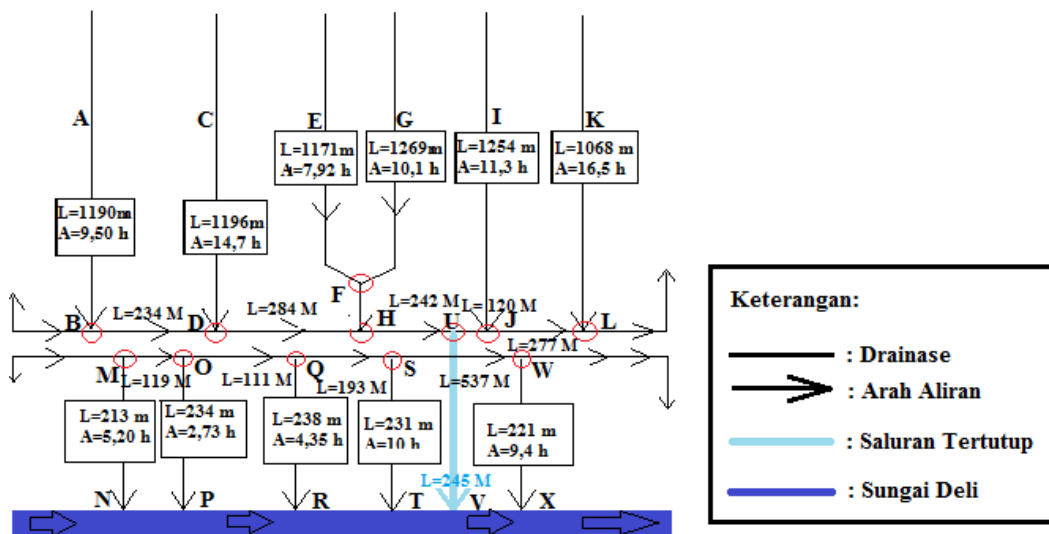 A
C
E
G
I
K
L=1171m
A=7,92 h
L=1269m
A=10,1 h
L=1254 m
A=11,3 h
L=1068 m
A=16,5 h
L=1190m
A=9,50 h
L=1196m
A=14,7 h
F
L=234 M
L=284 M
L=242 M
L=120 M
B
D
H
U
J
L
L=277 M
M
O
Q
S
W
L=119 M
L=111 M
L=193 M
L=537 M
L=213 m
A=5,20 h
L=234 m
A=2,73 h
L=238 m
A=4,35 h
L=231 m
A=10 h
L=221 m
A=9,4 h
L=245 M
N
P
R
T
V
X
Keterangan:
: Drainase
: Arah Aliran
: Saluran Tertutup
: Sungai Deli